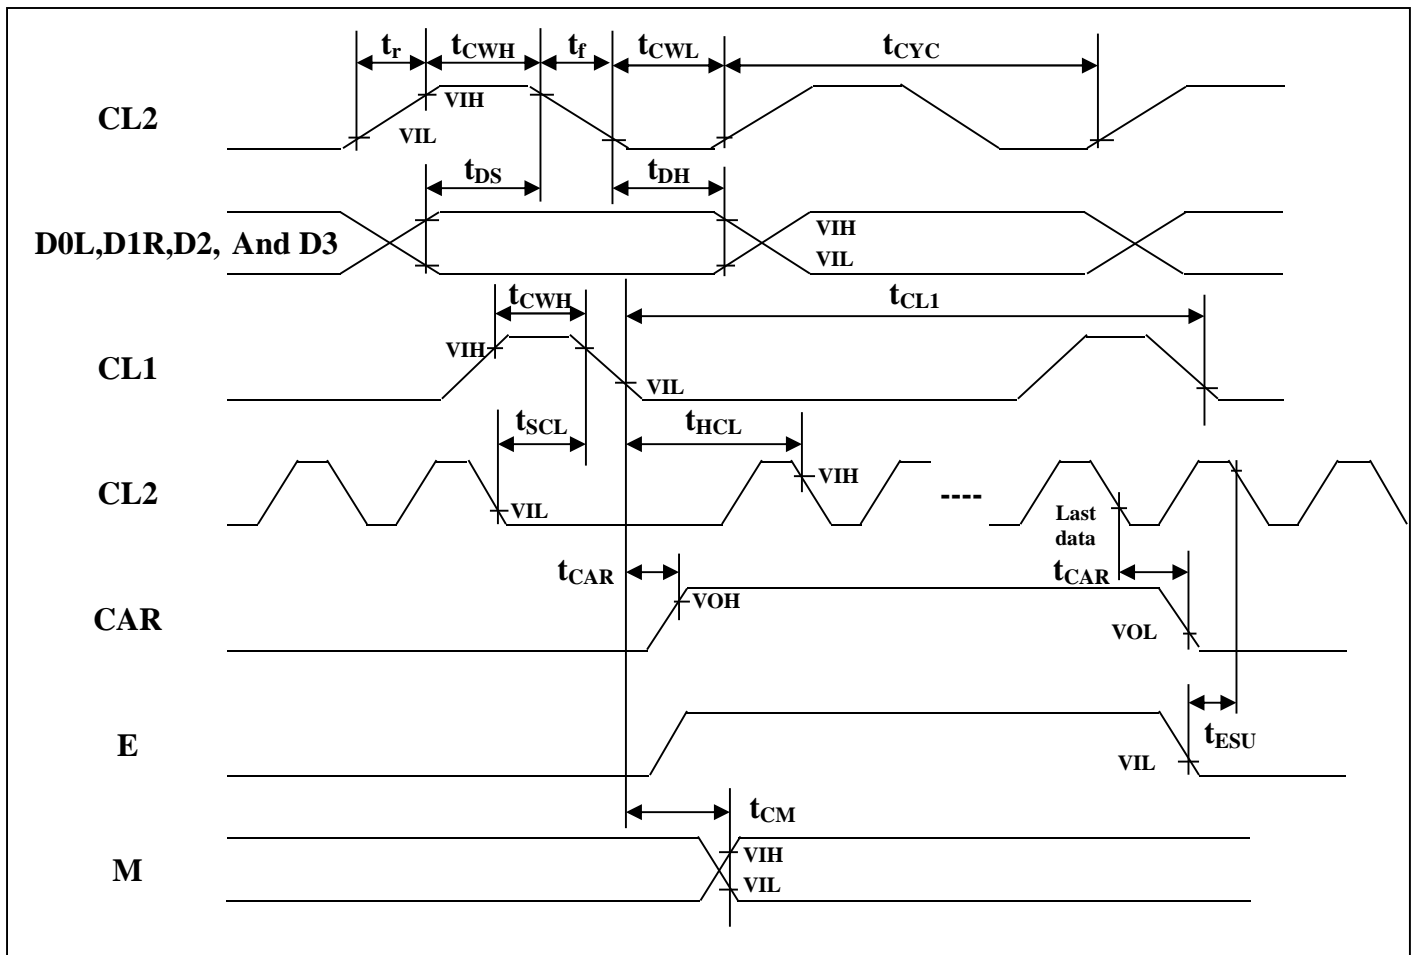 tr tCWH tf tCWL tCYC
CL2
VIH
VIL
tDS tDH
D0L,D1R,D2, And D3
VIH
VIL
tCWH tCL1
CL1
VIH
VIL
tSCL tHCL
CL2
VIH
VIL
----
Last
data
tCAR tCAR
CAR
VOH
VOL
E
tESU
VIL
tCM
M
VIH
VIL